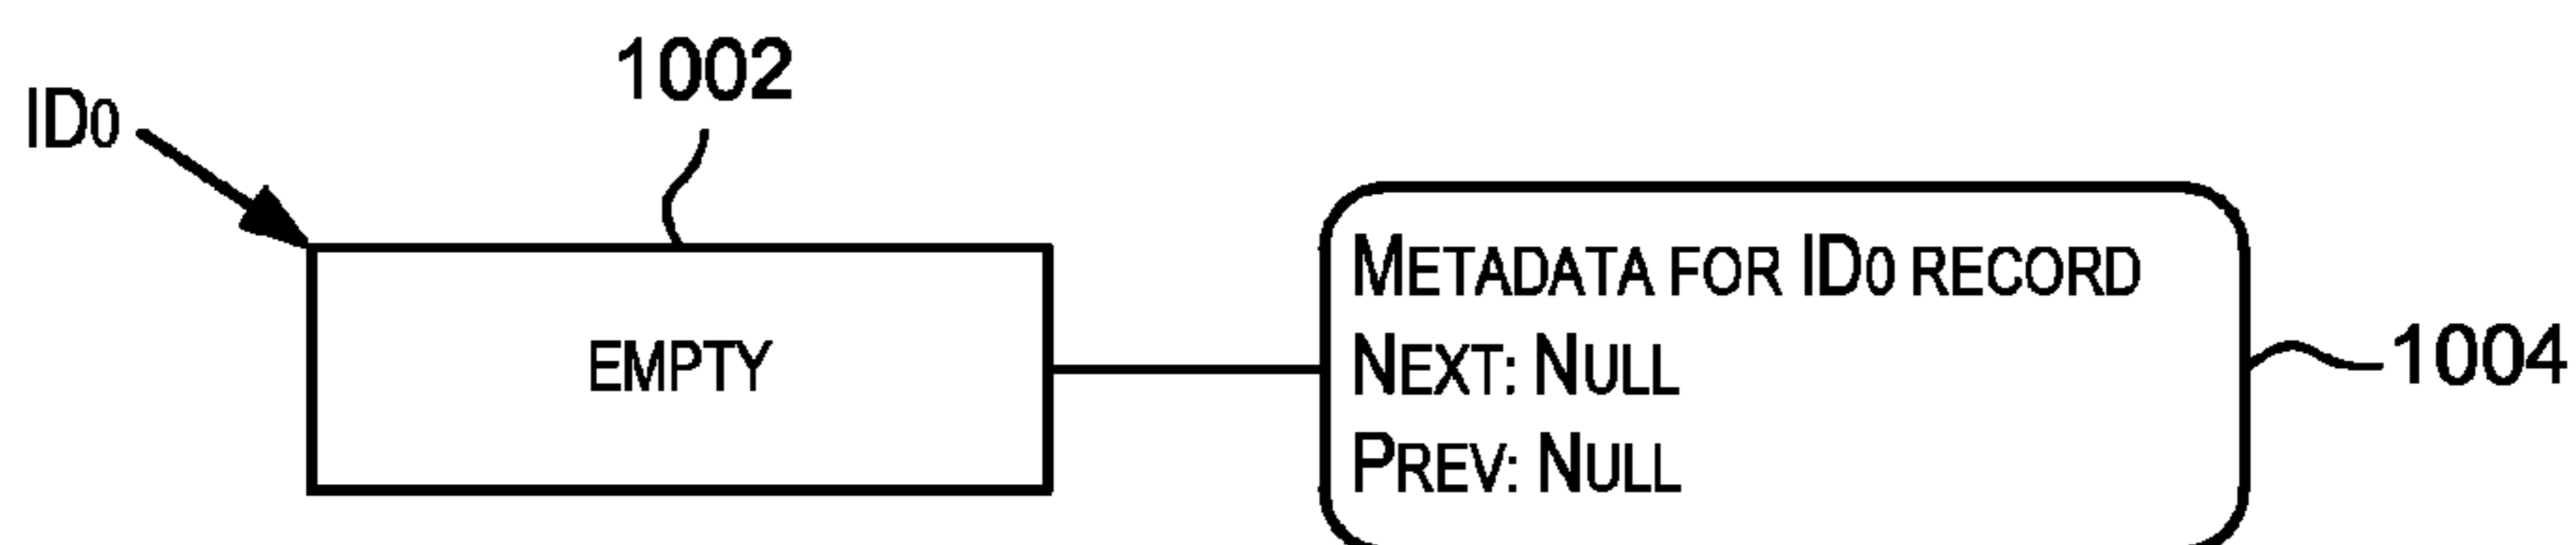 1002
ID0
EMPTY
METADATA FOR ID0 RECORD
NEXT: NULL
PREV: NULL
1004